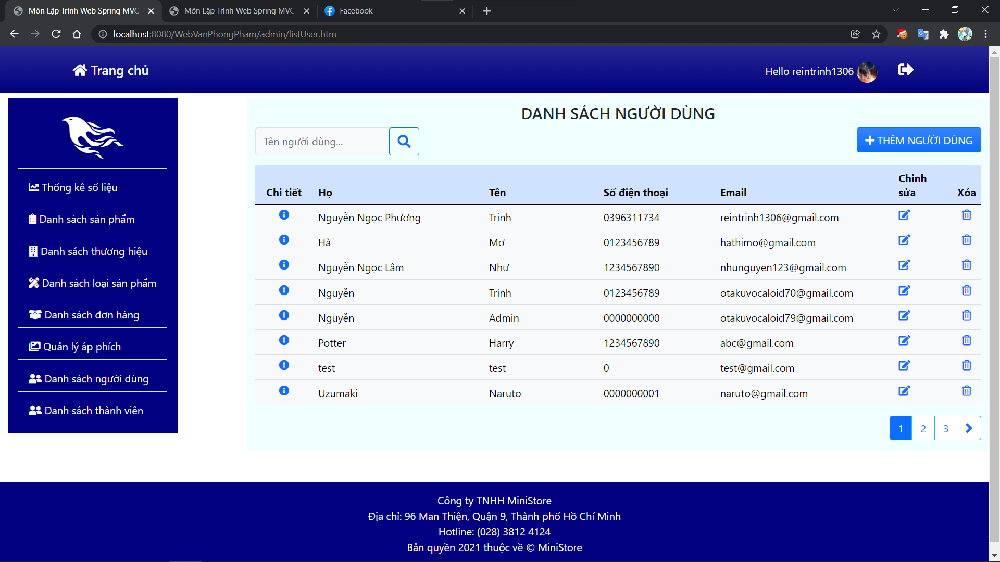 Môn Lập Trình Web Spring MVC
Môn Lập Trình Web Spring MVC
Facebook
localhost:8080/WebVanPhongPham/admin/listUser.htm
Trang chủ
Hello reintrinh1306
Thống kê số liệu
Danh sách sản phẩm
Danh sách thương hiệu
Danh sách loại sản phẩm
Danh sách đơn hàng
Quản lý áp phích
Danh sách người dùng
Danh sách thành viên
DANH SÁCH NGƯỜI DÙNG
Tên người dùng...
THÊM NGƯỜI DÙNG
Chi tiết Họ Tên Số điện thoại Email Chỉnh sửa Xóa
Nguyễn Ngọc Phương Trinh 0396311734 reintrinh1306@gmail.com
Hà Mơ 0123456789 hathimo@gmail.com
Nguyễn Ngọc Lâm Như 1234567890 nhunguyen123@gmail.com
Nguyễn Trinh 0123456789 otakuvocaloid70@gmail.com
Nguyễn Admin 0000000000 otakuvocaloid79@gmail.com
Potter Harry 1234567890 abc@gmail.com
test test 0 test@gmail.com
Uzumaki Naruto 0000000001 naruto@gmail.com
1 2 3
Công ty TNHH MiniStore
Địa chỉ: 96 Man Thiện, Quận 9, Thành phố Hồ Chí Minh
Hotline: (028) 3812 4124
Bản quyền 2021 thuộc về © MiniStore